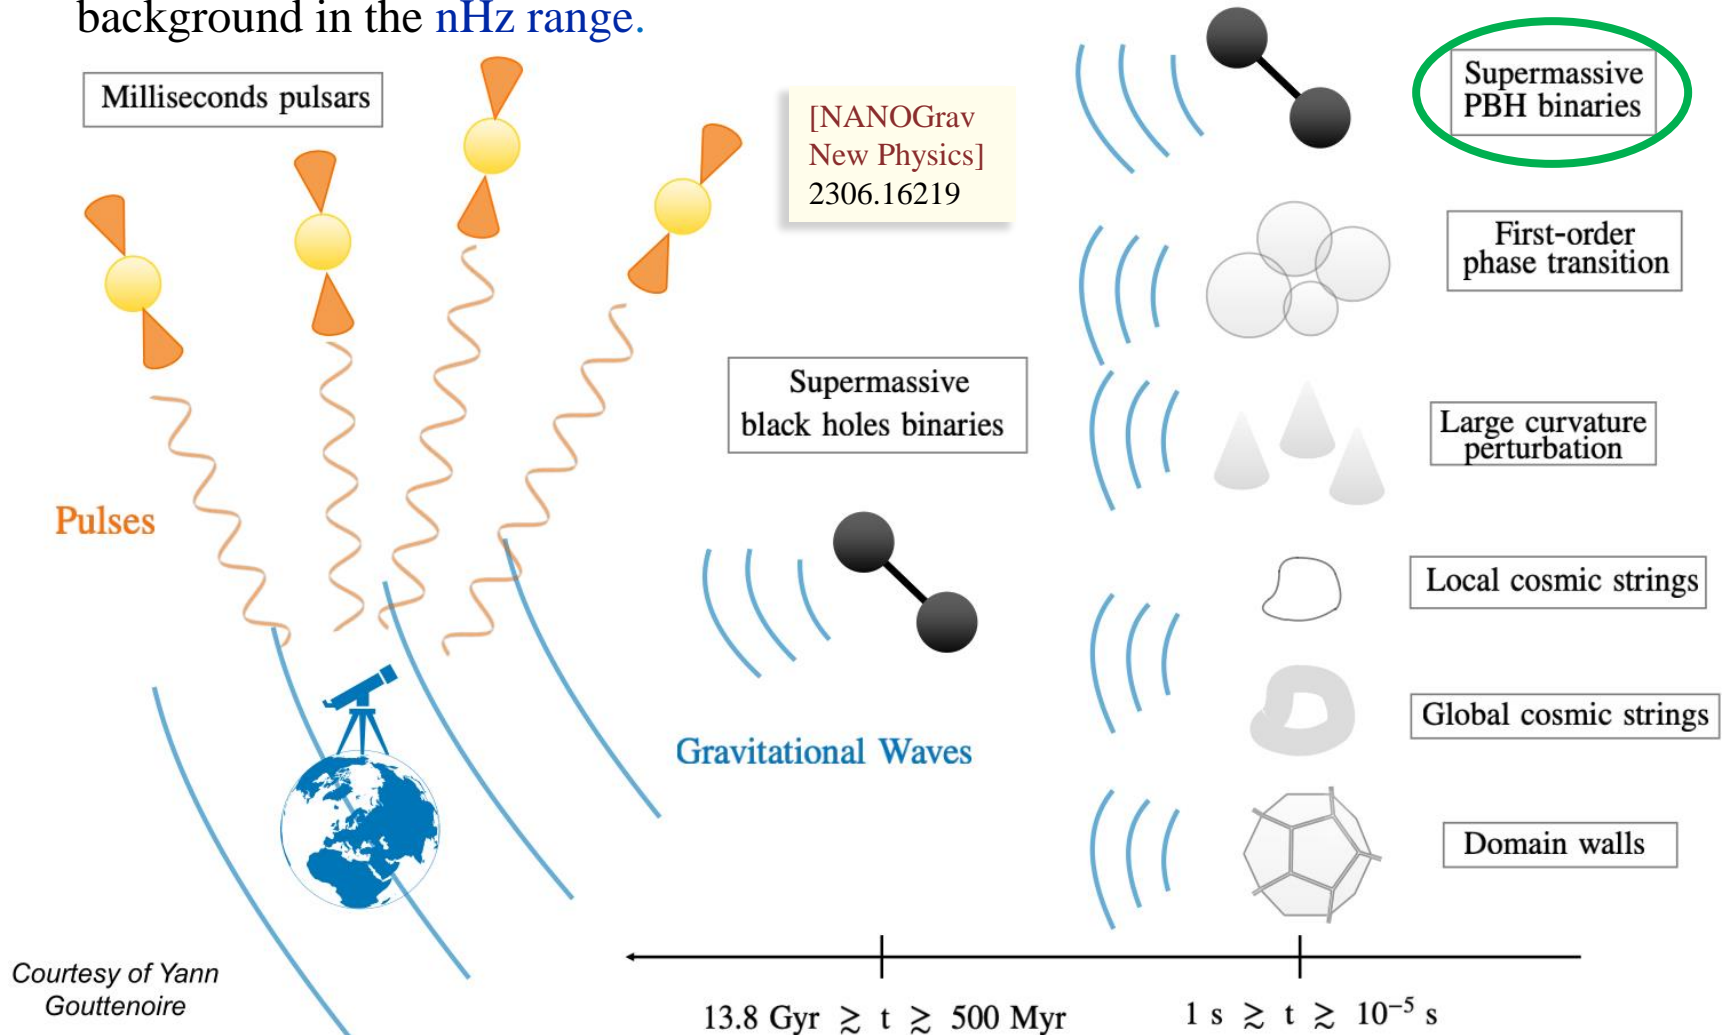 background in the nHz range.
Milliseconds pulsars
[NANOGrav
New Physics]
2306.16219
Supermassive
PBH binaries
First-order
phase transition
Supermassive
black holes binaries
Large curvature
perturbation
Pulses
Local cosmic strings
Global cosmic strings
Gravitational Waves
Domain walls
Courtesy of Yann
Gouttenoire
13.8 Gyr ≳ t ≳ 500 Myr
1 s ≳ t ≳ 10⁻⁵ s